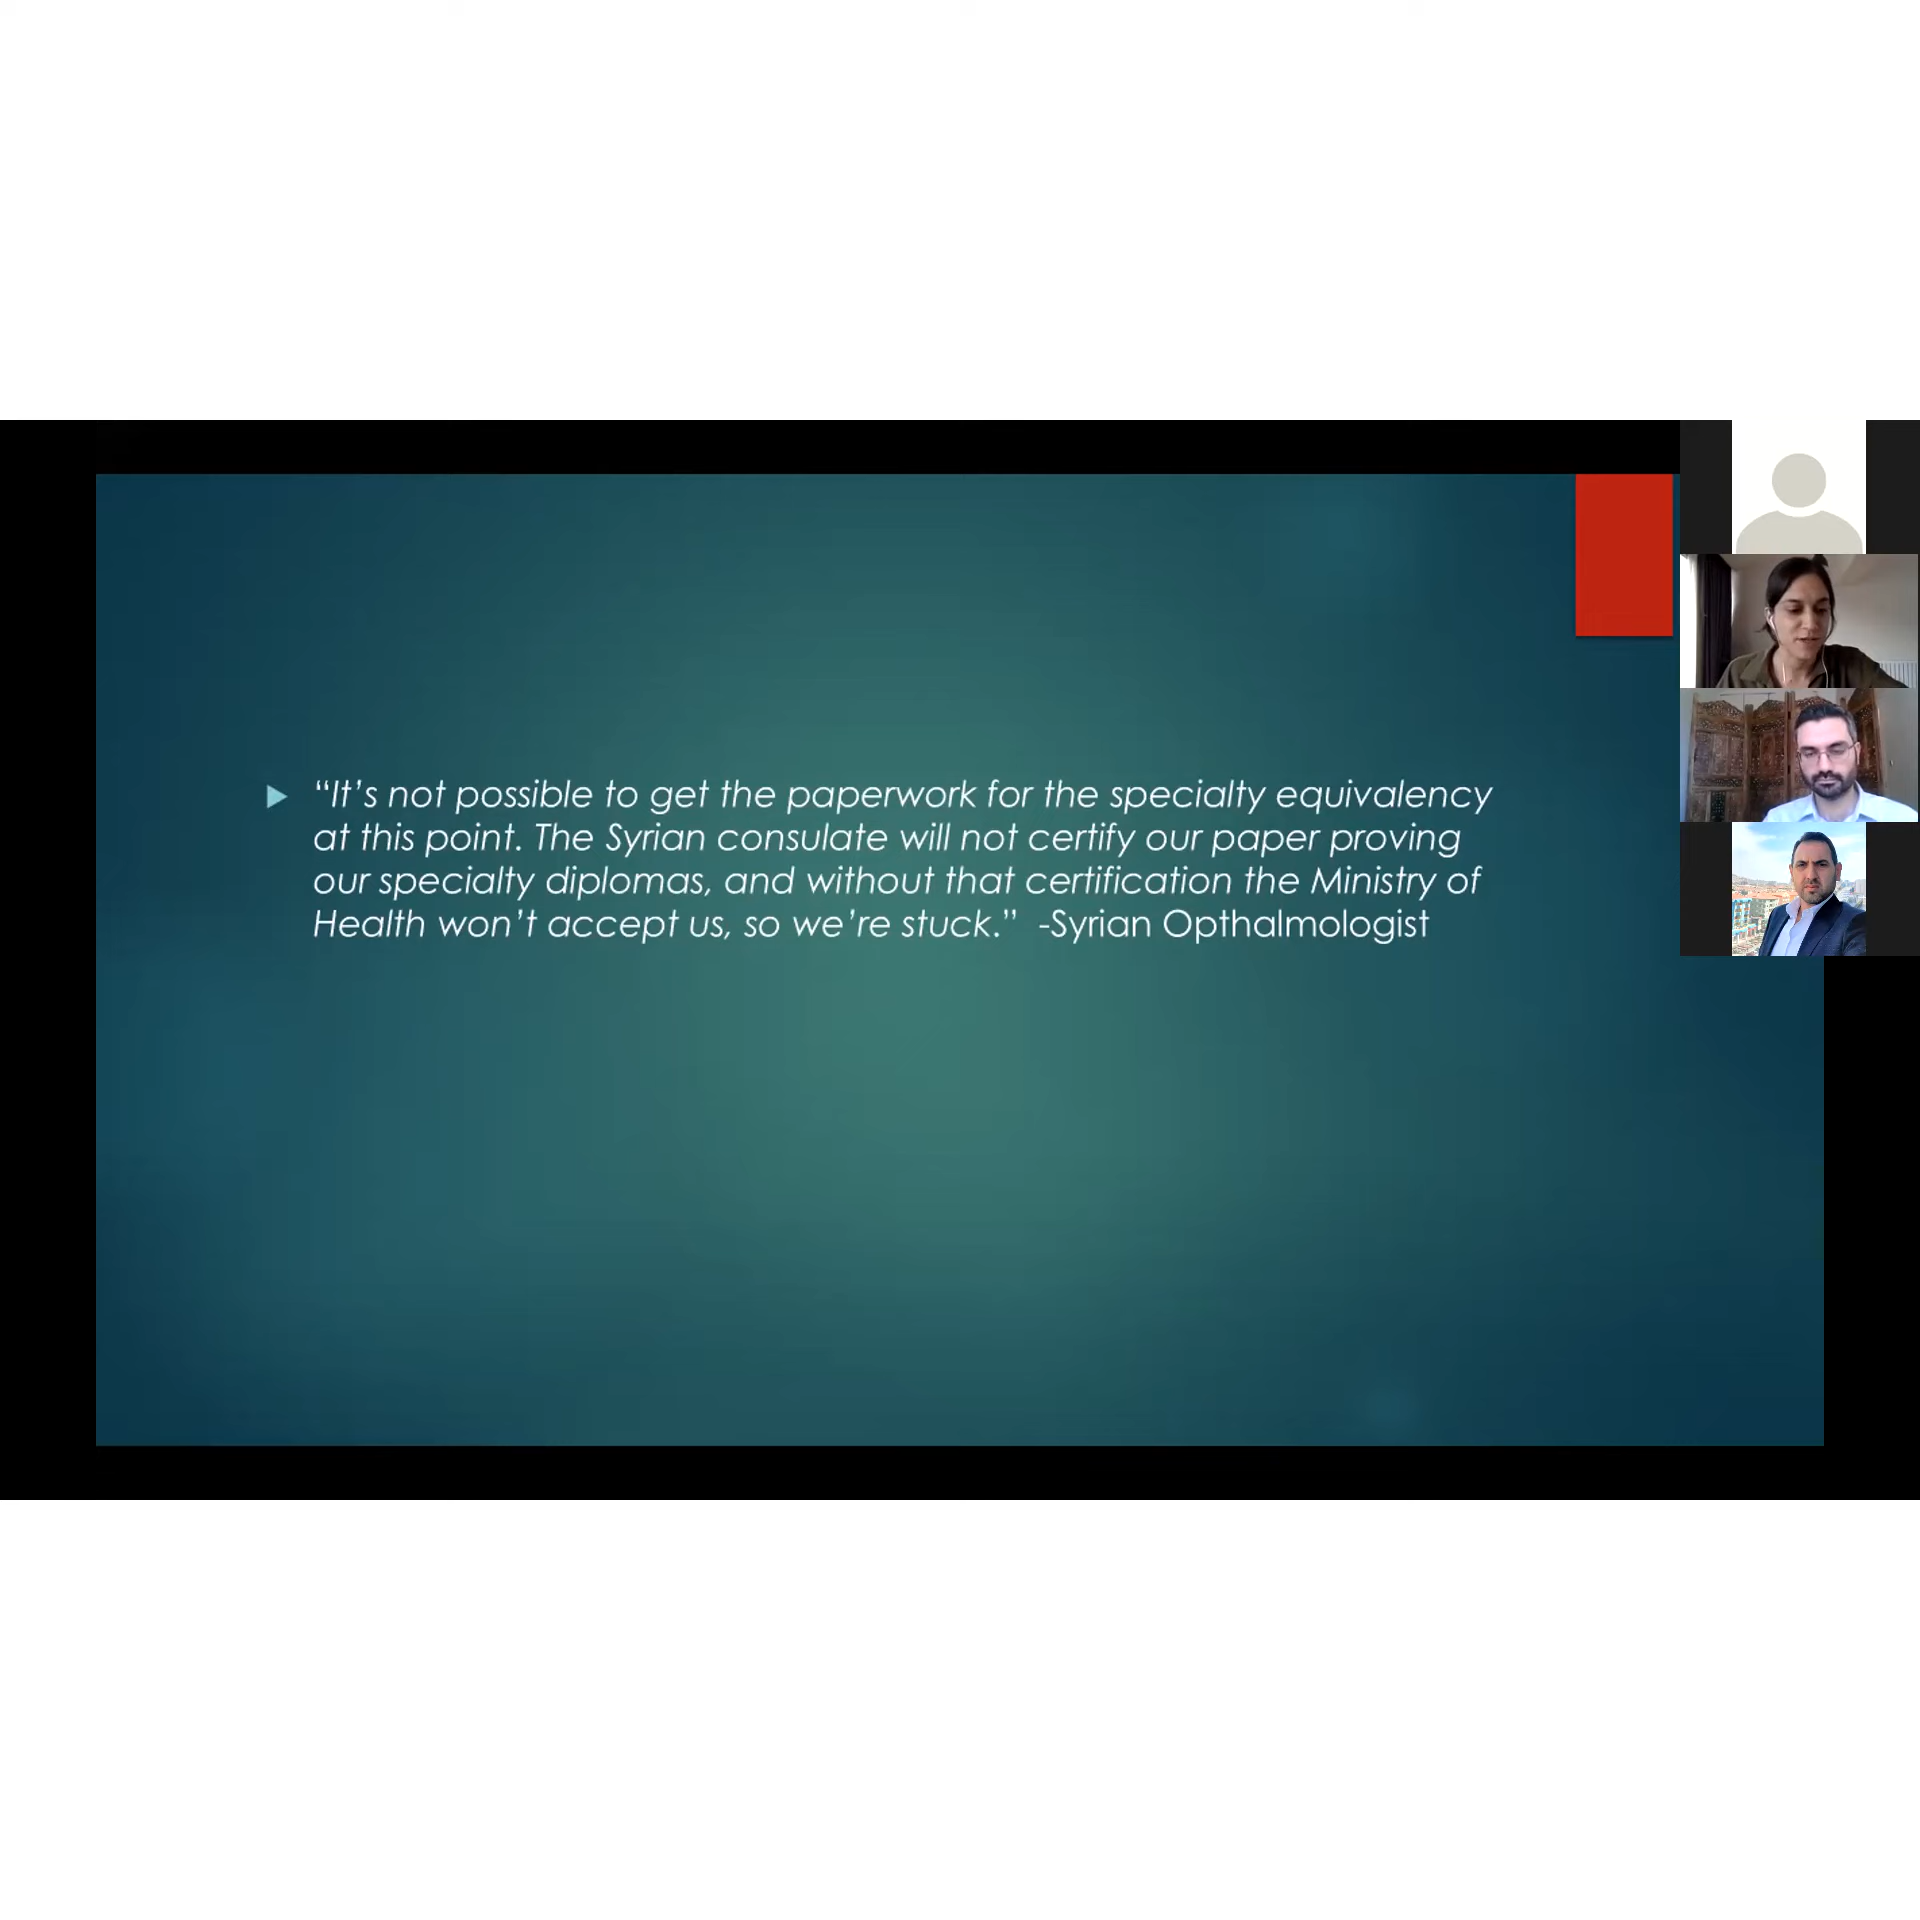 “It’s not possible to get the paperwork for the specialty equivalency
at this point. The Syrian consulate will not certify our paper proving
our specialty diplomas, and without that certification the Ministry of
Health won’t accept us, so we’re stuck.” -Syrian Opthalmologist